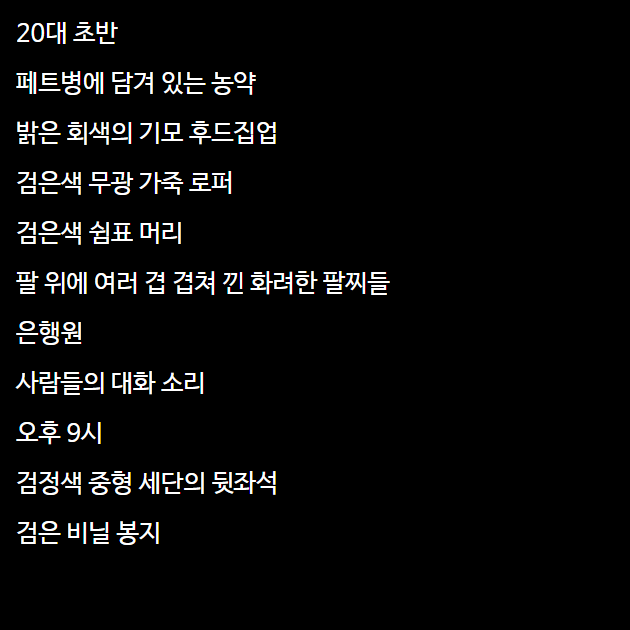 20대 초반
페트병에 담겨 있는 농약
밝은 회색의 기모 후드집업
검은색 무광 가죽 로퍼
검은색 쉼표 머리
팔 위에 여러 겹 겹쳐 낀 화려한 팔찌들
은행원
사람들의 대화 소리
오후 9시
검정색 중형 세단의 뒷좌석
검은 비닐 봉지